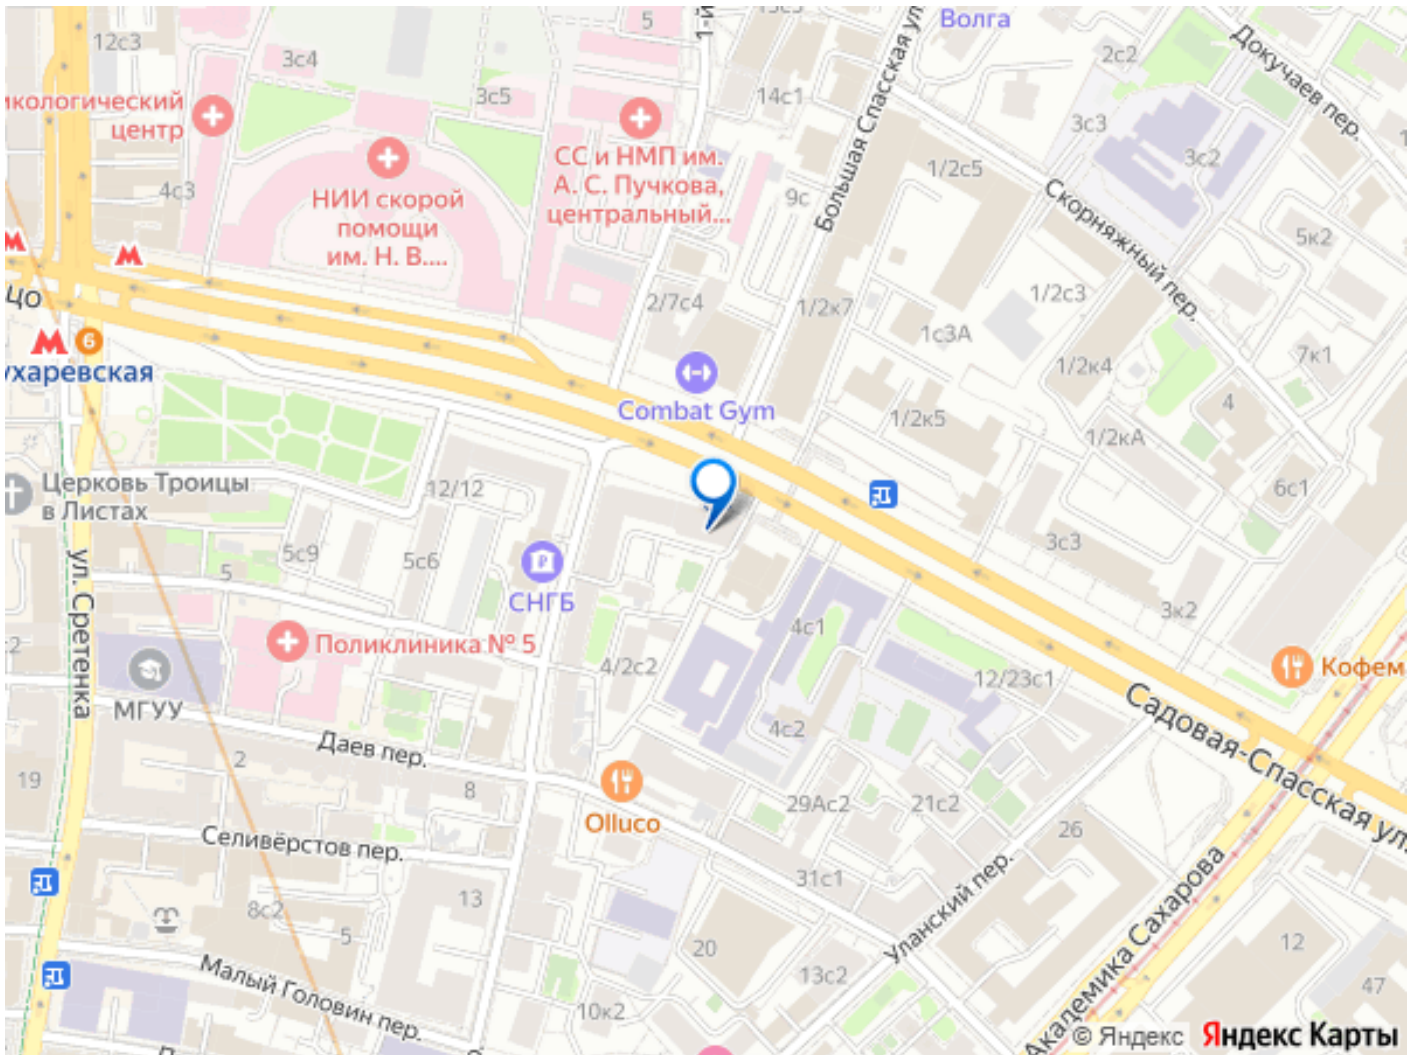 12с3
3с4
5
1-й
13с3
Волга
Докучаев пер.
2с2
икологический
центр
3с5
14с1
Большая Спасская ул.
3с3
СС и НМП им.
А. С. Пучкова,
центральный...
1/2с5
3с2
4с3
НИИ скорой
помощи
им. Н. В....
9с
Скорняжный пер.
5к2
ЦО
2/7с4
1/2к7
1/2с3
1с3А
6
ухаревская
Combat Gym
7к1
1/2к4
4
1/2к5
1/2кА
Церковь Троицы
в Листах
12/12
6с1
5с9
5с6
5
СНГБ
3с3
ул. Сретенка
3к2
4с1
Поликлиника № 5
4/2с2
12/23с1
Кофем
МГУУ
Садовая-Спасская ул.
Даев пер.
4с2
2
19
8
Olluco
29Ас2
21с2
26
Селивёрстов пер.
31с1
Уланский пер.
Академика Сахарова
13
8с2
5
20
12
Малый Головин пер.
13с2
10к2
47
© Яндекс Яндекс Карты